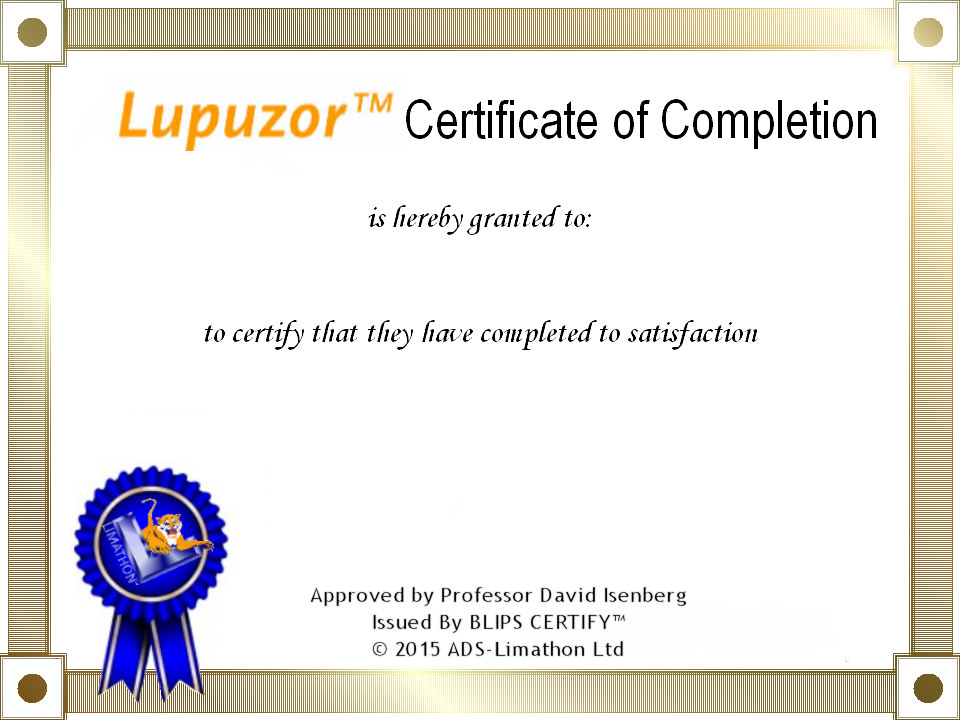 Lupuzor™ Certificate of Completion
is hereby granted to:
to certify that they have completed to satisfaction
LIMATHON
Approved by Professor David Isenberg
Issued By BLIPS CERTIFY™
© 2015 ADS-Limathon Ltd